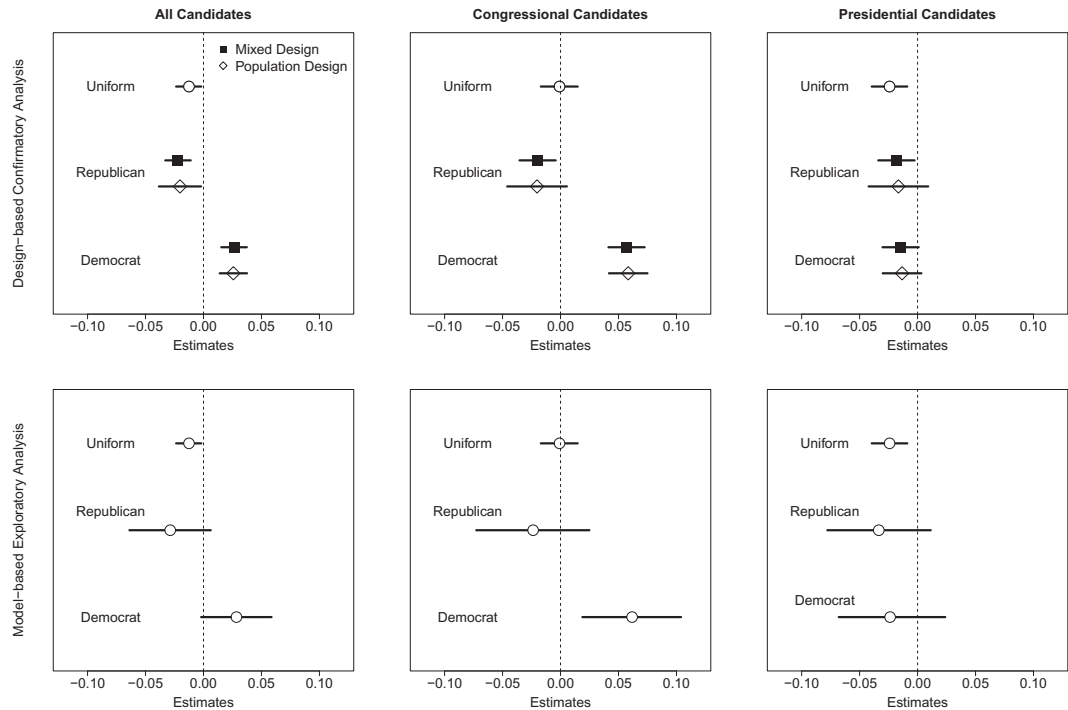 All Candidates
Congressional Candidates
Presidential Candidates
Design−based Confirmatory Analysis
Mixed Design
Population Design
Uniform
Republican
Democrat
−0.10 −0.05 0.00 0.05 0.10
Estimates
Uniform
Republican
Democrat
−0.10 −0.05 0.00 0.05 0.10
Estimates
Uniform
Republican
Democrat
−0.10 −0.05 0.00 0.05 0.10
Estimates
Model−based Exploratory Analysis
Uniform
Republican
Democrat
−0.10 −0.05 0.00 0.05 0.10
Estimates
Uniform
Republican
Democrat
−0.10 −0.05 0.00 0.05 0.10
Estimates
Uniform
Republican
Democrat
−0.10 −0.05 0.00 0.05 0.10
Estimates